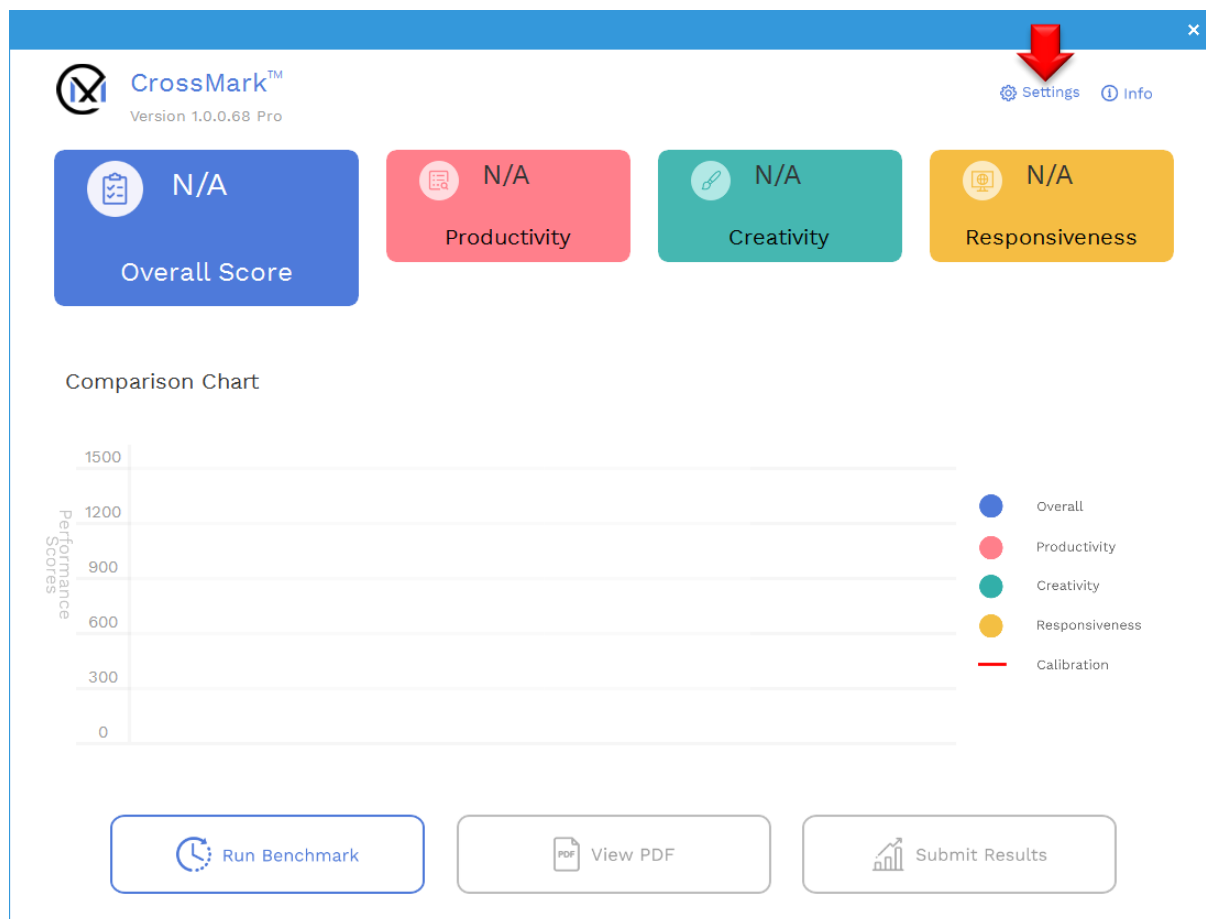 CrossMark™
Version 1.0.0.68 Pro
Settings
Info
N/A
Overall Score
N/A
Productivity
N/A
Creativity
N/A
Responsiveness
Comparison Chart
Performance
Scores
1500
1200
900
600
300
0
Overall
Productivity
Creativity
Responsiveness
Calibration
Run Benchmark
PDF
View PDF
Submit Results